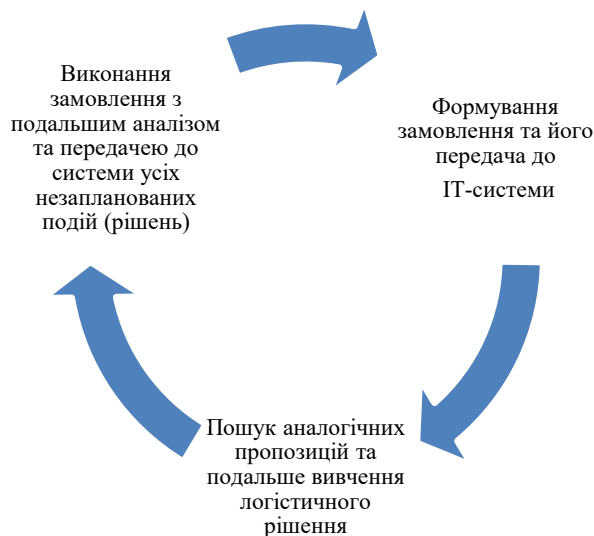 Виконання
замовлення з
подальшим аналізом
та передачею до
системи усіх
незапланованих
подій (рішень)
Формування
замовлення та його
передача до
ІТ-системи
Пошук аналогічних
пропозицій та
подальше вивчення
логістичного
рішення